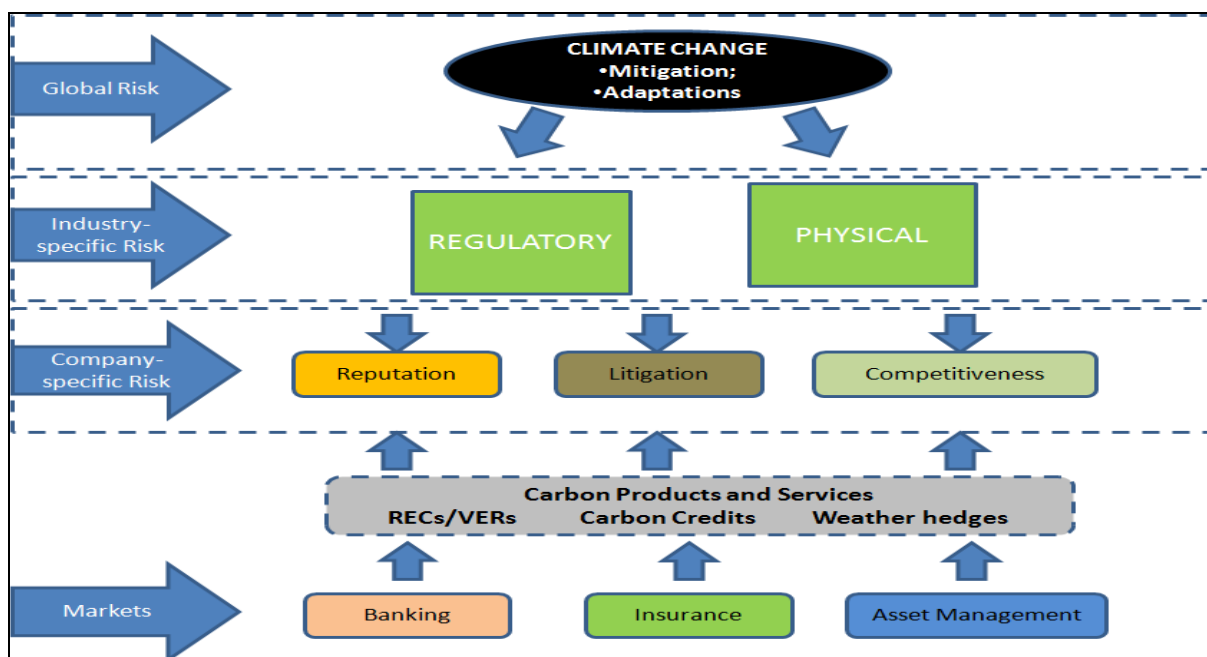 CLIMATE CHANGE
•Mitigation;
•Adaptations
Global Risk
Industry-
specific Risk
REGULATORY
PHYSICAL
Company-
specific Risk
Reputation
Litigation
Competitiveness
Carbon Products and Services
RECs/VERs Carbon Credits Weather hedges
Markets
Banking
Insurance
Asset Management